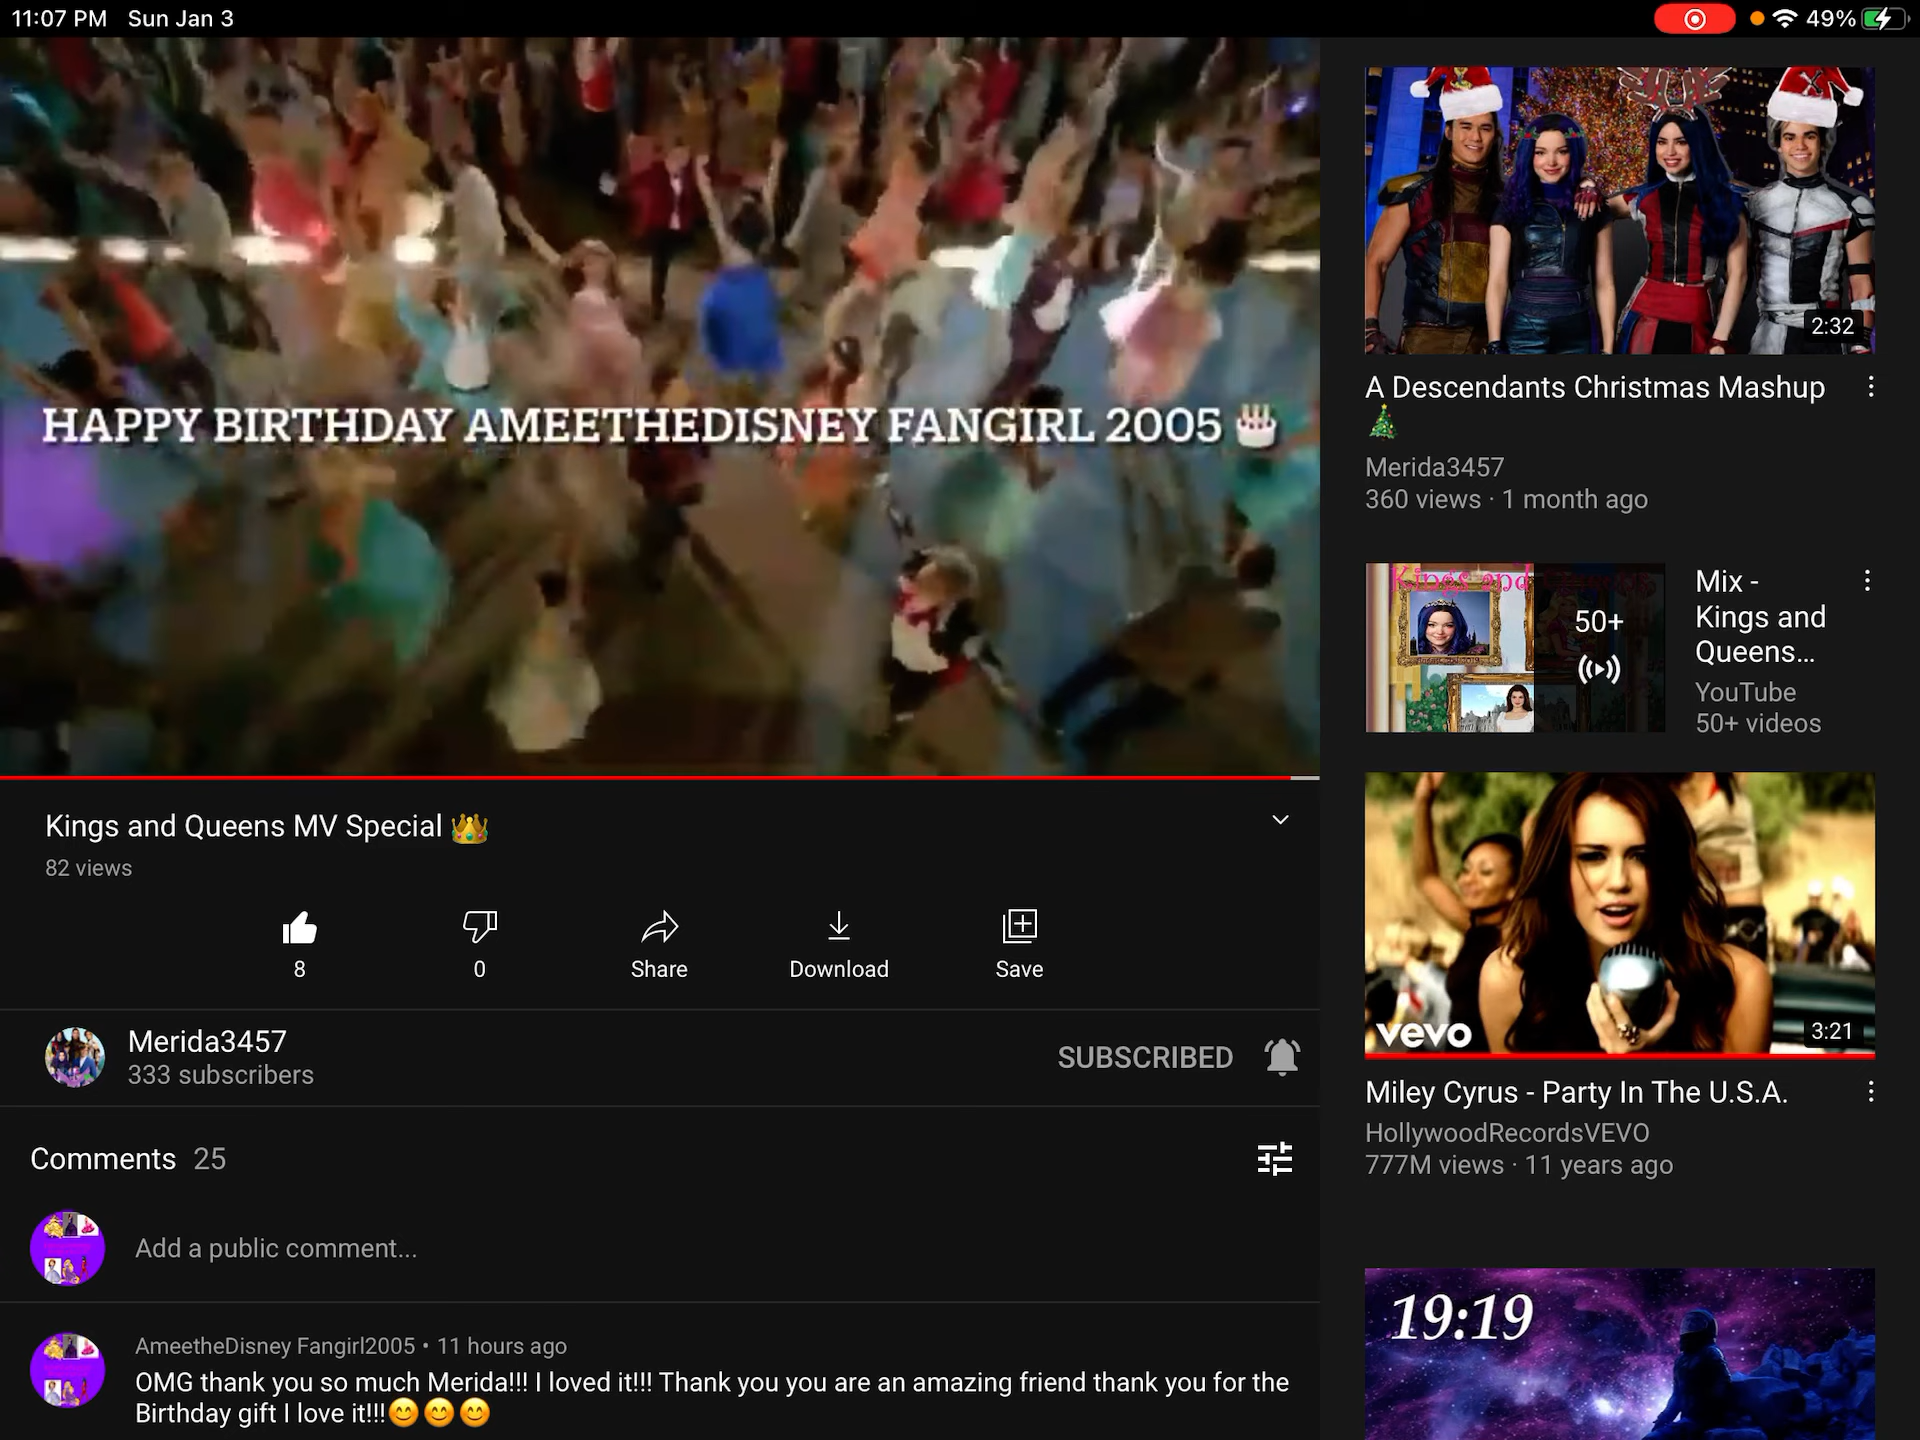 11:07 PM Sun Jan 3
49%
HAPPY BIRTHDAY AMEETHEDISNEY FANGIRL 2005 🎂
Kings and Queens MV Special 👑
82 views
8
0
Share
Download
Save
Merida3457
333 subscribers
SUBSCRIBED
Comments 25
Add a public comment...
AmeetheDisney Fangirl2005 • 11 hours ago
OMG thank you so much Merida!!! I loved it!!! Thank you you are an amazing friend thank you for the
Birthday gift I love it!!!😊😊😊
2:32
A Descendants Christmas Mashup
🎄
Merida3457
360 views · 1 month ago
Kings and
50+
Mix -
Kings and
Queens...
YouTube
50+ videos
vevo
3:21
Miley Cyrus - Party In The U.S.A.
HollywoodRecordsVEVO
777M views · 11 years ago
19:19